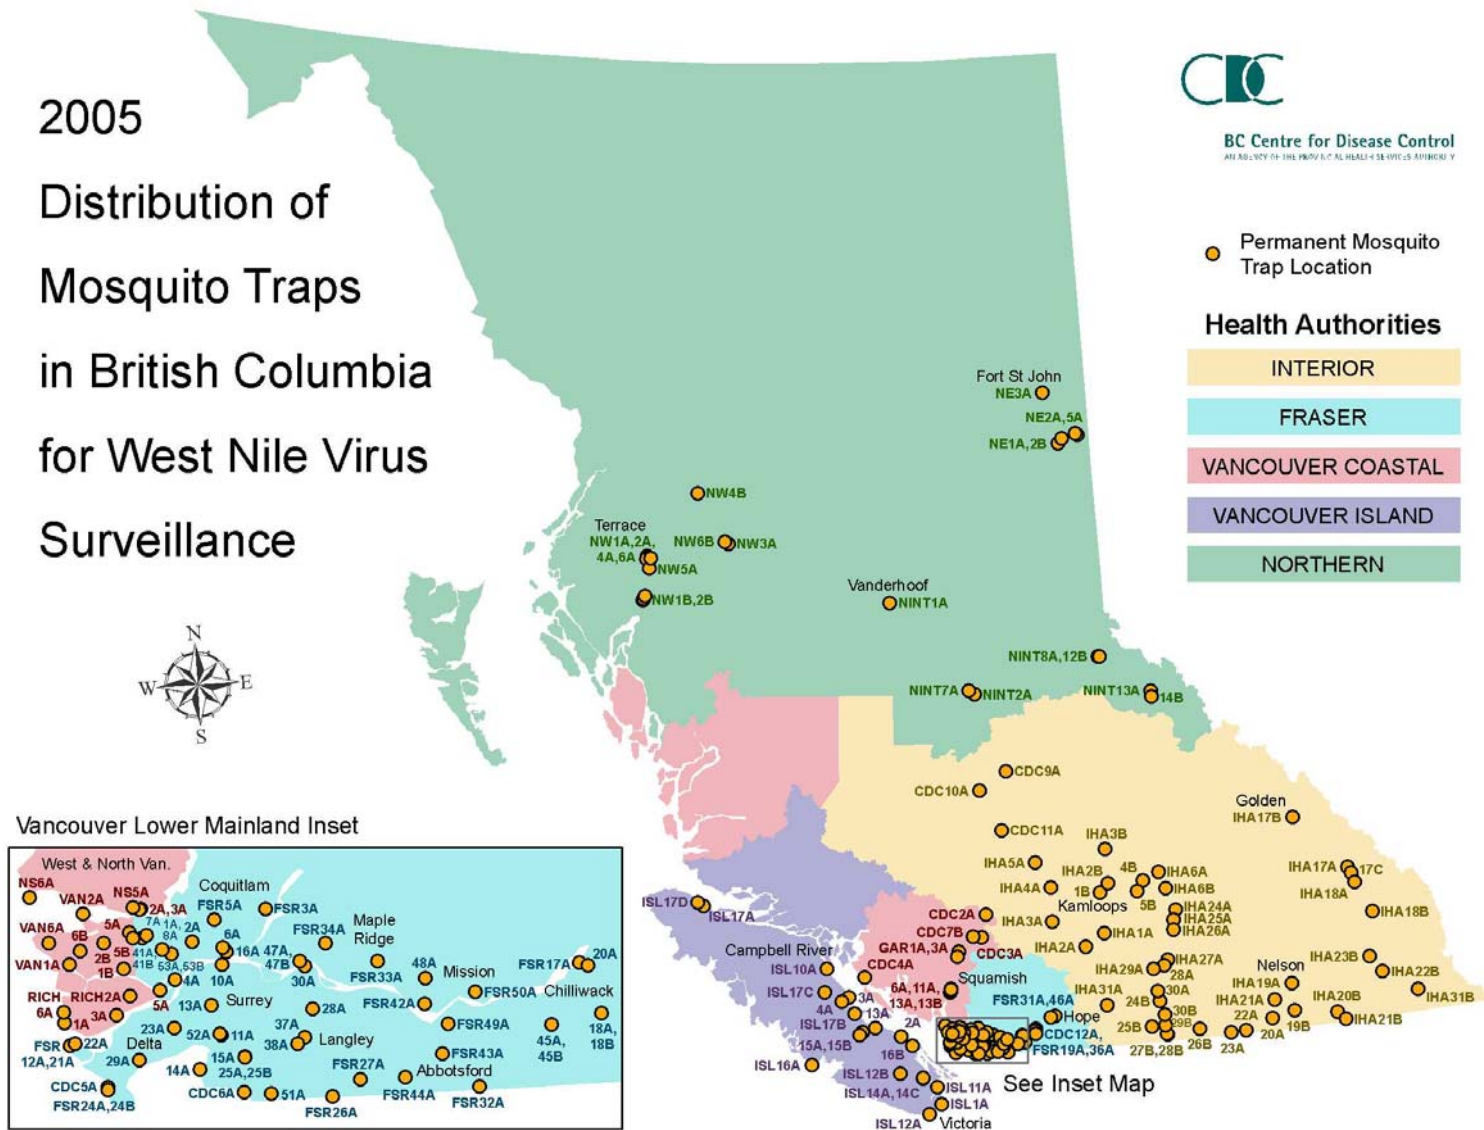 2005
Distribution of
Mosquito Traps
in British Columbia
for West Nile Virus
Surveillance
CDC
BC Centre for Disease Control
AN AGENCY OF THE PROVINCIAL HEALTH SERVICES AUTHORITY
Permanent Mosquito
Trap Location
Health Authorities
INTERIOR
FRASER
VANCOUVER COASTAL
VANCOUVER ISLAND
NORTHERN
N
W E
S
Fort St John
NE3A
NE2A,5A
NE1A,2B
NW4B
Terrace
NW1A,2A,
4A,6A
NW6B
NW3A
NW5A
NW1B,2B
Vanderhoof
NINT1A
NINT8A,12B
NINT7A
NINT2A
NINT13A
14B
CDC9A
CDC10A
CDC11A
Golden
IHA17B
IHA3B
IHA5A
IHA2B
4B
IHA6A
IHA17A
17C
IHA4A
1B
IHA6B
IHA18A
Kamloops
5B
IHA24A
IHA18B
IHA3A
IHA25A
IHA1A
IHA26A
IHA2A
IHA27A
IHA23B
IHA29A
28A
Nelson
IHA22B
IHA19A
IHA31A
30A
IHA21A
IHA20B
IHA31B
24B
30B
22A
19B
IHA21B
25B
29B
20A
26B
23A
27B,28B
ISL17D
ISL17A
CDC2A
CDC7B
GAR1A,3A
CDC3A
Campbell River
CDC4A
ISL10A
Squamish
6A,11A,
13A,13B
ISL17C
3A
FSR31A,46A
13A
Hope
ISL17B
2A
CDC12A,
15A,15B
FSR19A,36A
16B
ISL16A
ISL12B
See Inset Map
ISL14A,14C
ISL11A
ISL1A
ISL12A
Victoria
Vancouver Lower Mainland Inset
West & North Van.
Coquitlam
NS6A
VAN2A
NS5A
2A,3A
FSR5A
FSR3A
Maple
Ridge
FSR34A
VAN6A
6B
5A
7A
1A, 2A
8A
6A
2B
5B
41A,
41B
16A
47A,
47B
VAN1A
1B
53A,53B
10A
30A
FSR33A
48A
Mission
FSR17A
20A
4A
FSR50A
Chilliwack
RICH
6A
RICH2A
5A
13A
Surrey
28A
FSR42A
1A
3A
23A
52A
11A
37A
FSR49A
18A,
18B
FSR
12A,21A
22A
Delta
38A
Langley
45A,
45B
29A
15A
25A,25B
FSR27A
FSR43A
14A
Abbotsford
CDC5A
FSR24A,24B
CDC6A
51A
FSR26A
FSR44A
FSR32A